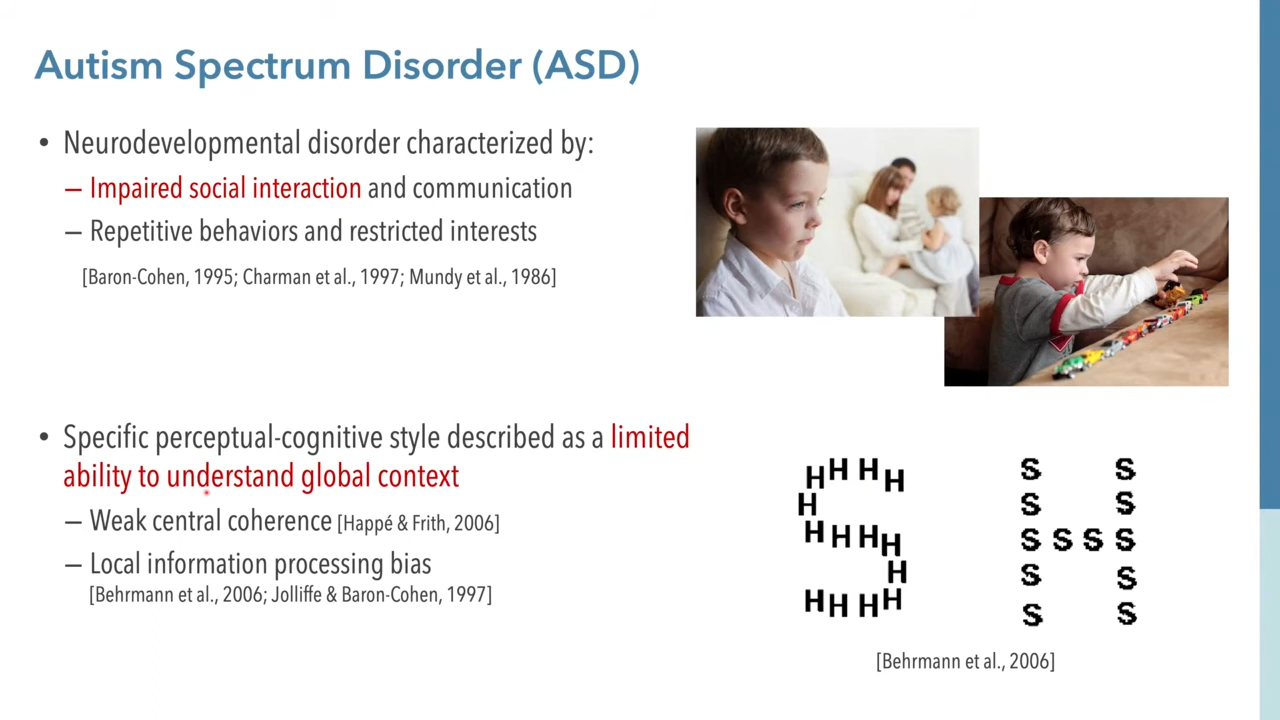 Autism Spectrum Disorder (ASD)
• Neurodevelopmental disorder characterized by:
– Impaired social interaction and communication
– Repetitive behaviors and restricted interests
[Baron-Cohen, 1995; Charman et al., 1997; Mundy et al., 1986]
• Specific perceptual-cognitive style described as a limited
ability to understand global context
– Weak central coherence [Happé & Frith, 2006]
– Local information processing bias
[Behrmann et al., 2006; Jolliffe & Baron-Cohen, 1997]
H H H H
H
H H H H
H
H H H H
S S
S S
S S S S
S S
S S
[Behrmann et al., 2006]